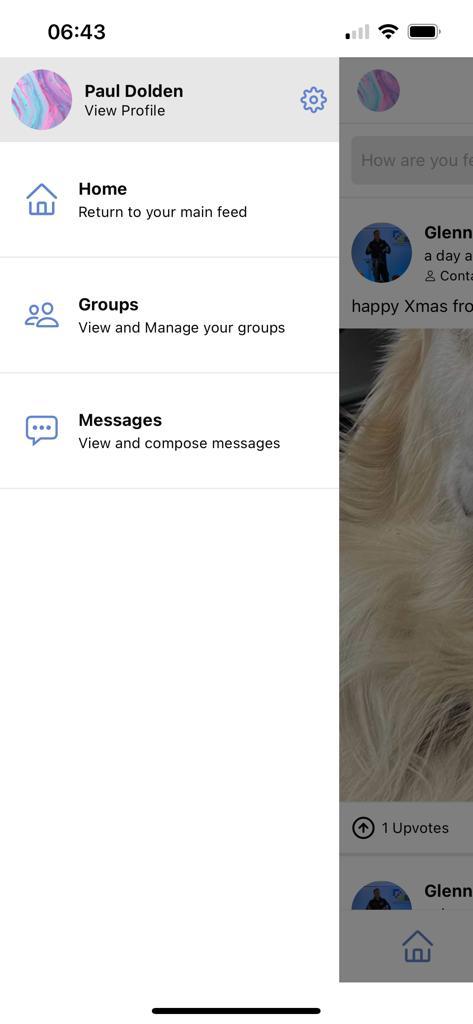 06:43
Paul Dolden
View Profile
Home
Return to your main feed
Groups
View and Manage your groups
Messages
View and compose messages
How are you fe
Glenn
a day a
Conta
happy Xmas fro
1 Upvotes
Glenn